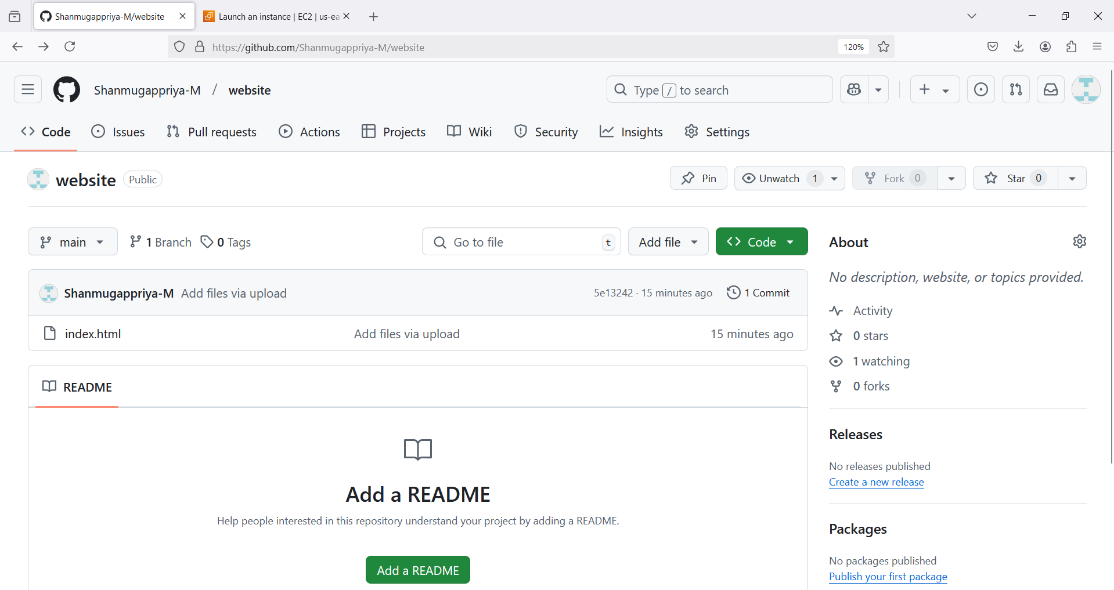 Shanmugappriya-M/website
Launch an instance | EC2 | us-ea
https://github.com/Shanmugappriya-M/website
120%
Shanmugappriya-M / website
Type / to search
Code
Issues
Pull requests
Actions
Projects
Wiki
Security
Insights
Settings
website
Public
Pin
Unwatch 1
Fork 0
Star 0
main
1 Branch
0 Tags
Go to file
t
Add file
Code
Shanmugappriya-M Add files via upload
5e13242 · 15 minutes ago
1 Commit
index.html
Add files via upload
15 minutes ago
README
Add a README
Help people interested in this repository understand your project by adding a README.
Add a README
About
No description, website, or topics provided.
Activity
0 stars
1 watching
0 forks
Releases
No releases published
Create a new release
Packages
No packages published
Publish your first package